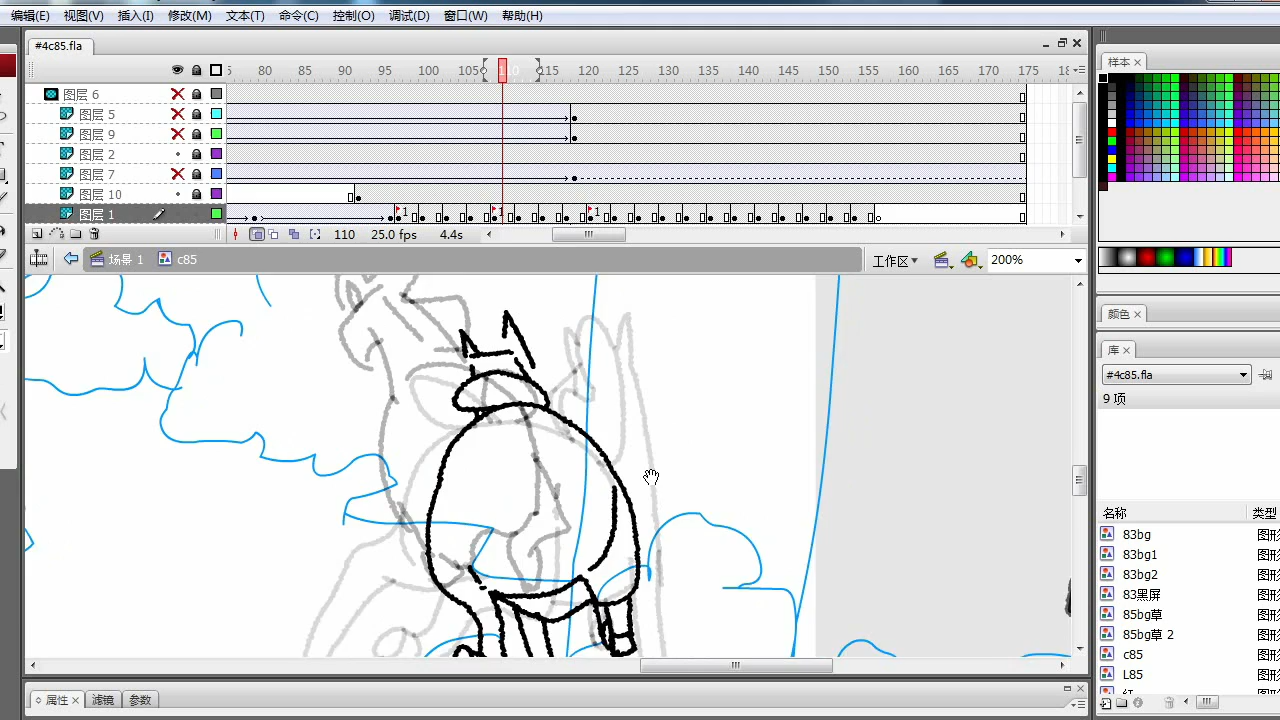 编辑(E) 视图(V) 插入(I) 修改(M) 文本(T) 命令(C) 控制(O) 调试(D) 窗口(W) 帮助(H)
#4c85.fla
80 85 90 95 100 105 110 115 120 125 130 135 140 145 150 155 160 165 170 175
图层 6
图层 5
图层 9
图层 2
图层 7
图层 10
图层 1
110 25.0 fps 4.4s
场景 1 c85 工作区 200%
样本
颜色
库
#4c85.fla
9 项
名称 类型
83bg
83bg1
83bg2
83黑屏
85bg草
85bg草 2
c85
L85
属性 滤镜 参数